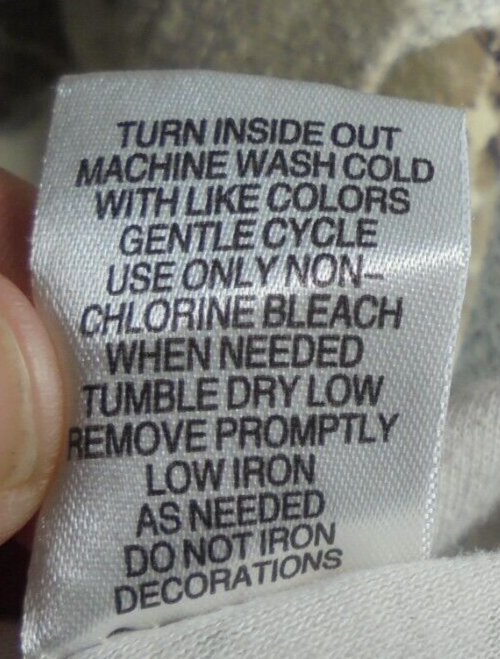 TURN INSIDE OUT
MACHINE WASH COLD
WITH LIKE COLORS
GENTLE CYCLE
USE ONLY NON-
CHLORINE BLEACH
WHEN NEEDED
TUMBLE DRY LOW
REMOVE PROMPTLY
LOW IRON
AS NEEDED
DO NOT IRON
DECORATIONS